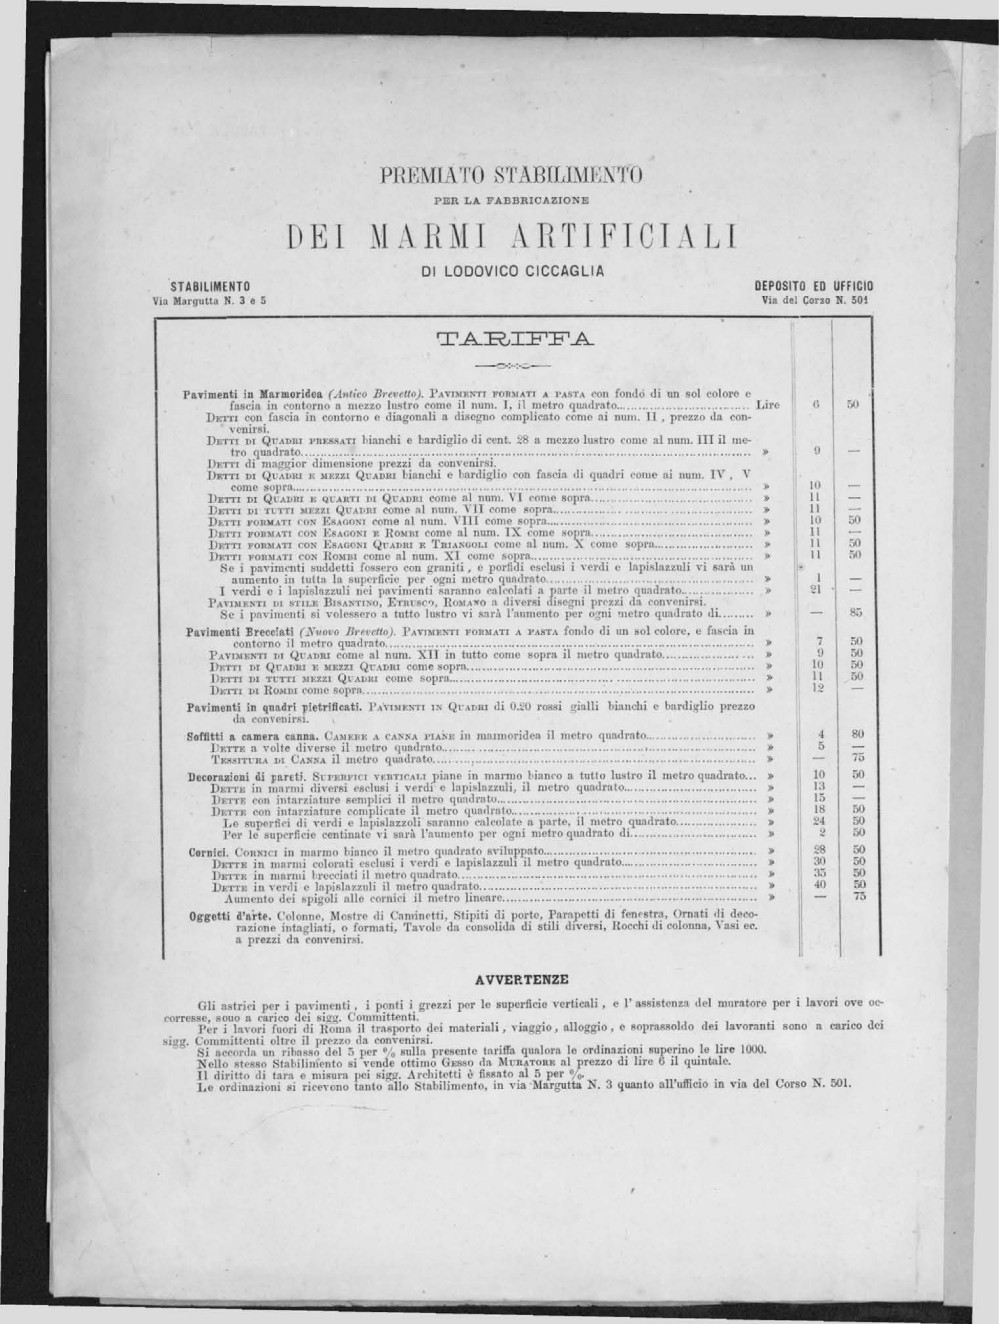 PREMIATO STABILIMENTO
PER LA FABBRICAZIONE
DEI MARMI ARTIFICIALI
DI LODOVICO CICCAGLIA
STABILIMENTO
Via Margutta N. 3 e 5
DEPOSITO ED UFFICIO
Via del Corso N. 501
TARIFFA
Pavimenti in Marmoridea (Antico Brevetto). PAVIMENTI FORMATI A PASTA con fondo di un sol colore e
fascia in contorno a mezzo lustro come il num. I, il metro quadrato... Lire 6 50
DETTI con fascia in contorno e diagonali a disegno complicato come ai num. II, prezzo da con-
venirsi.
DETTI DI QUADRI PRESSATI bianchi e bardiglio di cent. 28 a mezzo lustro come al num. III il me-
tro quadrato... » 9 —
DETTI di maggior dimensione prezzi da convenirsi.
DETTI DI QUADRI E MEZZI QUADRI bianchi e bardiglio con fascia di quadri come ai num. IV, V
come sopra... » 10 —
DETTI DI QUADRI E QUARTI DI QUADRI come al num. VI come sopra... » 11 —
DETTI DI TUTTI MEZZI QUADRI come al num. VII come sopra... » 11 —
DETTI FORMATI CON ESAGONI come al num. VIII come sopra... » 10 50
DETTI FORMATI CON ESAGONI E ROMBI come al num. IX come sopra... » 11 —
DETTI FORMATI CON ESAGONI QUADRI E TRIANGOLI come al num. X come sopra... » 11 50
DETTI FORMATI CON ROMBI come al num. XI come sopra... » 11 50
Se i pavimenti suddetti fossero con graniti, e porfidi esclusi i verdi e lapislazzuli vi sarà un
aumento in tutta la superficie per ogni metro quadrato... » 1 —
I verdi e i lapislazzuli nei pavimenti saranno calcolati a parte il metro quadrato... » 21 —
PAVIMENTI DI STILE BISANTINO, ETRUSCO, ROMANO a diversi disegni prezzi da convenirsi.
Se i pavimenti si volessero a tutto lustro vi sarà l'aumento per ogni metro quadrato di... » — 85
Pavimenti Brecciati (Nuovo Brevetto). PAVIMENTI FORMATI A PASTA fondo di un sol colore, e fascia in
contorno il metro quadrato... » 7 50
PAVIMENTI DI QUADRI come al num. XII in tutto come sopra il metro quadrato... » 9 50
DETTI DI QUADRI E MEZZI QUADRI come sopra... » 10 50
DETTI DI TUTTI MEZZI QUADRI come sopra... » 11 50
DETTI DI ROMBI come sopra... » 12 —
Pavimenti in quadri pietrificati. PAVIMENTI IN QUADRI di 0.20 rossi gialli bianchi e bardiglio prezzo
da convenirsi.
Soffitti a camera canna. CAMERE A CANNA PIANE in marmoridea il metro quadrato... » 4 80
DETTE a volte diverse il metro quadrato... » 5 —
TESSITURA DI CANNA il metro quadrato... » — 75
Decorazioni di pareti. SUPERFICI VERTICALI piane in marmo bianco a tutto lustro il metro quadrato... » 10 50
DETTE in marmi diversi esclusi i verdi e lapislazzuli, il metro quadrato... » 13 —
DETTE con intarziature semplici il metro quadrato... » 15 —
DETTE con intarziature complicate il metro quadrato... » 18 50
Le superfici di verdi e lapislazzoli saranno calcolate a parte, il metro quadrato... » 24 50
Per le superficie centinate vi sarà l'aumento per ogni metro quadrato di... » 2 50
Cornici. CORNICI in marmo bianco il metro quadrato sviluppato... » 28 50
DETTE in marmi colorati esclusi i verdi e lapislazzuli il metro quadrato... » 30 50
DETTE in marmi brecciati il metro quadrato... » 35 50
DETTE in verdi e lapislazzuli il metro quadrato... » 40 50
Aumento dei spigoli alle cornici il metro lineare... » — 75
Oggetti d'arte. Colonne, Mostre di Caminetti, Stipiti di porte, Parapetti di fenestra, Ornati di deco-
razione intagliati, o formati, Tavole da consolida di stili diversi, Rocchi di colonna, Vasi ec.
a prezzi da convenirsi.
AVVERTENZE
Gli astrici per i pavimenti, i ponti i grezzi per le superficie verticali, e l'assistenza del muratore per i lavori ove oc-
corresse, sono a carico dei sigg. Committenti.
Per i lavori fuori di Roma il trasporto dei materiali, viaggio, alloggio, e soprassoldo dei lavoranti sono a carico dei
sigg. Committenti oltre il prezzo da convenirsi.
Si accorda un ribasso del 5 per % sulla presente tariffa qualora le ordinazioni superino le lire 1000.
Nello stesso Stabilimento si vende ottimo GESSO DA MURATORE al prezzo di lire 6 il quintale.
Il diritto di tara e misura pei sigg. Architetti è fissato al 5 per %.
Le ordinazioni si ricevono tanto allo Stabilimento, in via Margutta N. 3 quanto all'ufficio in via del Corso N. 501.